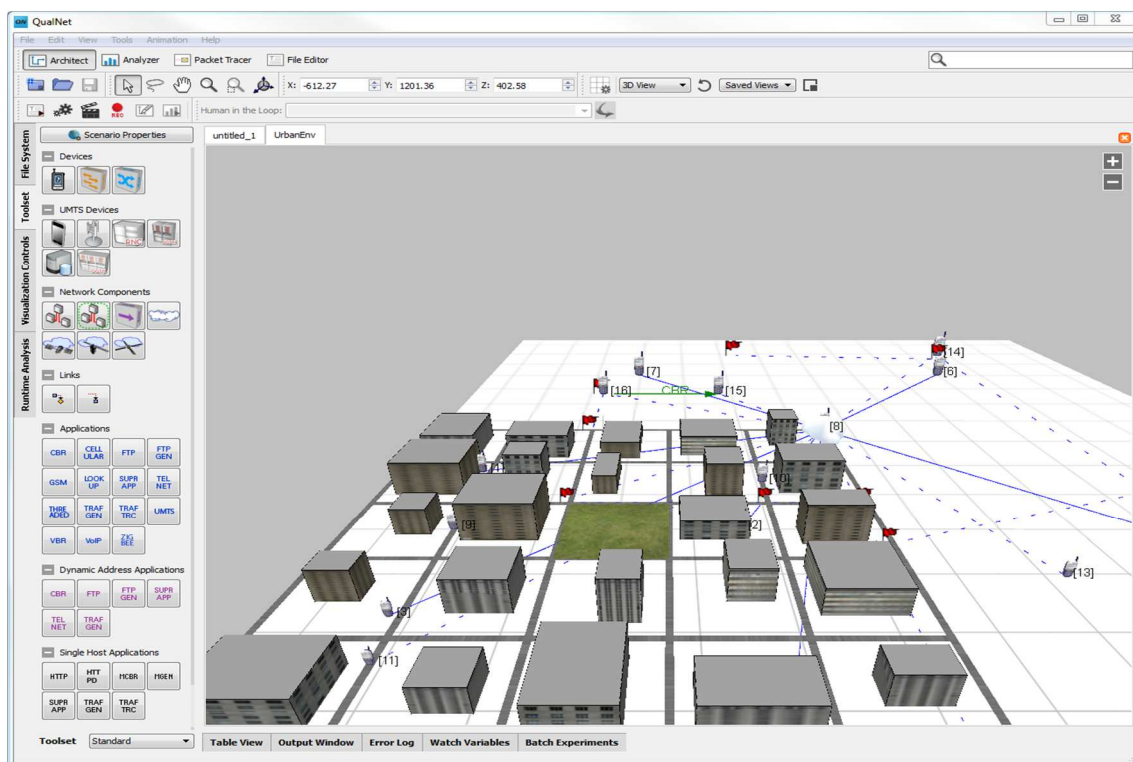 QualNet
File Edit View Tools Animation Help
Architect Analyzer Packet Tracer File Editor
X: -612.27 Y: 1201.36 Z: 402.58 3D View Saved Views
REC Human in the Loop:
File System
Toolset
Visualization Controls
Runtime Analysis
Scenario Properties
untitled_1 UrbanEnv
Devices
UMTS Devices
RNC
Network Components
Links
Applications
CBR CELL ULAR FTP FTP GEN
GSM LOOK UP SUPR APP TEL NET
THRE ADED TRAF GEN TRAF TRC UMTS
VBR VoIP ZIG BEE
Dynamic Address Applications
CBR FTP FTP GEN SUPR APP
TEL NET TRAF GEN
Single Host Applications
HTTP HTT PD MCBR MGEN
SUPR APP TRAF GEN TRAF TRC
Toolset Standard
[14]
[7] [6]
[16] CBR [15]
[8]
[10]
[9] [2]
[13]
[3]
[11]
Table View Output Window Error Log Watch Variables Batch Experiments